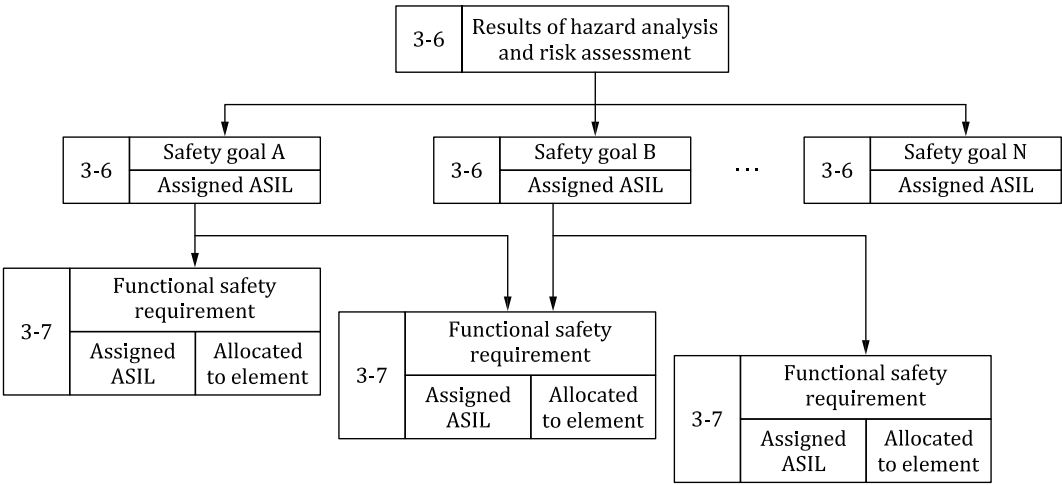 3-6
Results of hazard analysis
and risk assessment
3-6
Safety goal A
Assigned ASIL
3-6
Safety goal B
Assigned ASIL
...
3-6
Safety goal N
Assigned ASIL
3-7
Functional safety
requirement
Assigned
ASIL
Allocated
to element
3-7
Functional safety
requirement
Assigned
ASIL
Allocated
to element
3-7
Functional safety
requirement
Assigned
ASIL
Allocated
to element